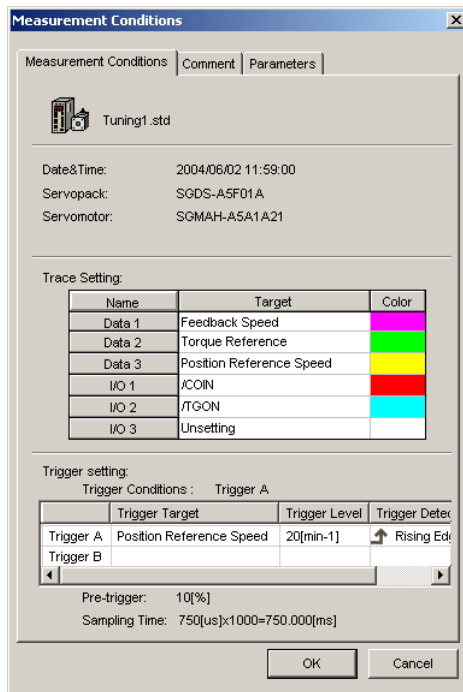 Measurement Conditions
Measurement Conditions Comment Parameters
Tuning1.std
Date&Time: 2004/06/02 11:59:00
Servopack: SGDS-A5F01A
Servomotor: SGMAH-A5A1A21
Trace Setting:
Name Target Color
Data 1 Feedback Speed
Data 2 Torque Reference
Data 3 Position Reference Speed
I/O 1 /COIN
I/O 2 /TGON
I/O 3 Unsetting
Trigger setting:
Trigger Conditions : Trigger A
Trigger Target Trigger Level Trigger Detec
Trigger A Position Reference Speed 20[min-1] Rising Edg
Trigger B
Pre-trigger: 10[%]
Sampling Time: 750[us]x1000=750.000[ms]
OK Cancel